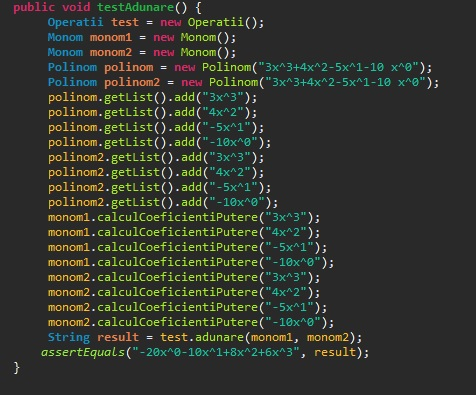 public void testAdunare() {
Operatii test = new Operatii();
Monom monom1 = new Monom();
Monom monom2 = new Monom();
Polinom polinom = new Polinom("3x^3+4x^2-5x^1-10 x^0");
Polinom polinom2 = new Polinom("3x^3+4x^2-5x^1-10 x^0");
polinom.getList().add("3x^3");
polinom.getList().add("4x^2");
polinom.getList().add("-5x^1");
polinom.getList().add("-10x^0");
polinom2.getList().add("3x^3");
polinom2.getList().add("4x^2");
polinom2.getList().add("-5x^1");
polinom2.getList().add("-10x^0");
monom1.calculCoeficientiPutere("3x^3");
monom1.calculCoeficientiPutere("4x^2");
monom1.calculCoeficientiPutere("-5x^1");
monom1.calculCoeficientiPutere("-10x^0");
monom2.calculCoeficientiPutere("3x^3");
monom2.calculCoeficientiPutere("4x^2");
monom2.calculCoeficientiPutere("-5x^1");
monom2.calculCoeficientiPutere("-10x^0");
String result = test.adunare(monom1, monom2);
assertEquals("-20x^0-10x^1+8x^2+6x^3", result);
}